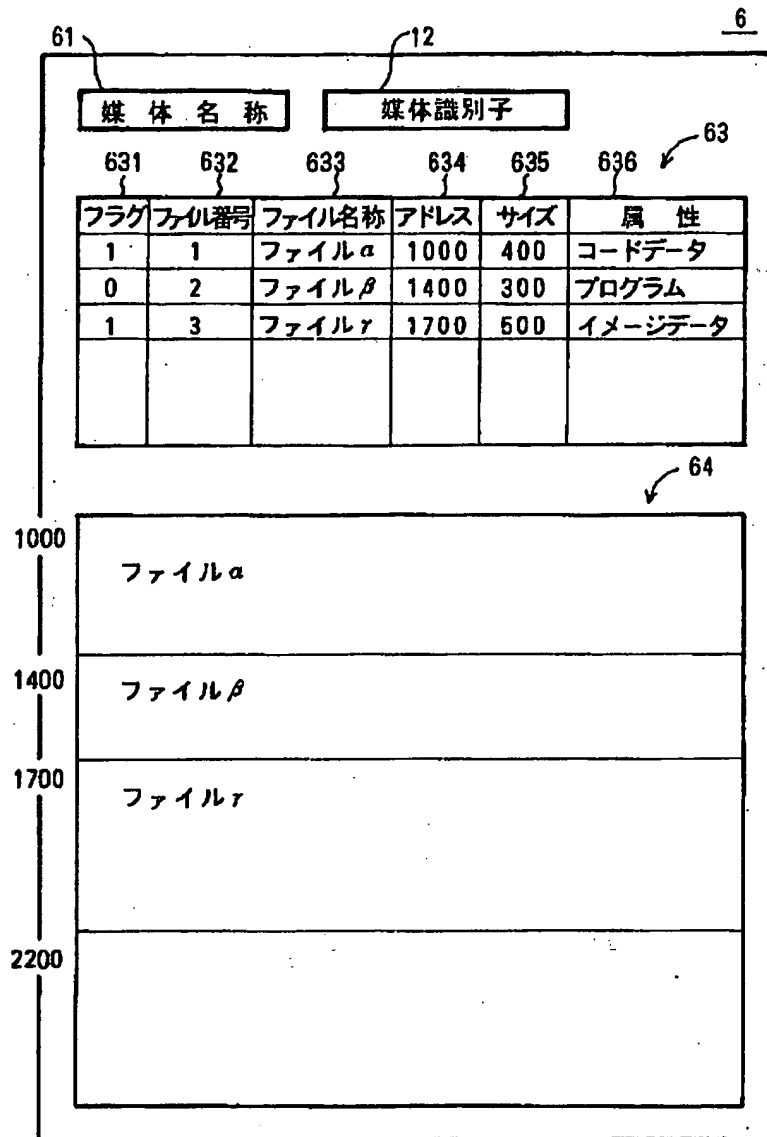 6
61 12
媒体名称 媒体識別子
63
631 632 633 634 635 636
フラグ ファイル番号 ファイル名称 アドレス サイズ 属性
1 1 ファイルα 1000 400 コードデータ
0 2 ファイルβ 1400 300 プログラム
1 3 ファイルγ 1700 500 イメージデータ
64
1000
ファイルα
1400
ファイルβ
1700
ファイルγ
2200